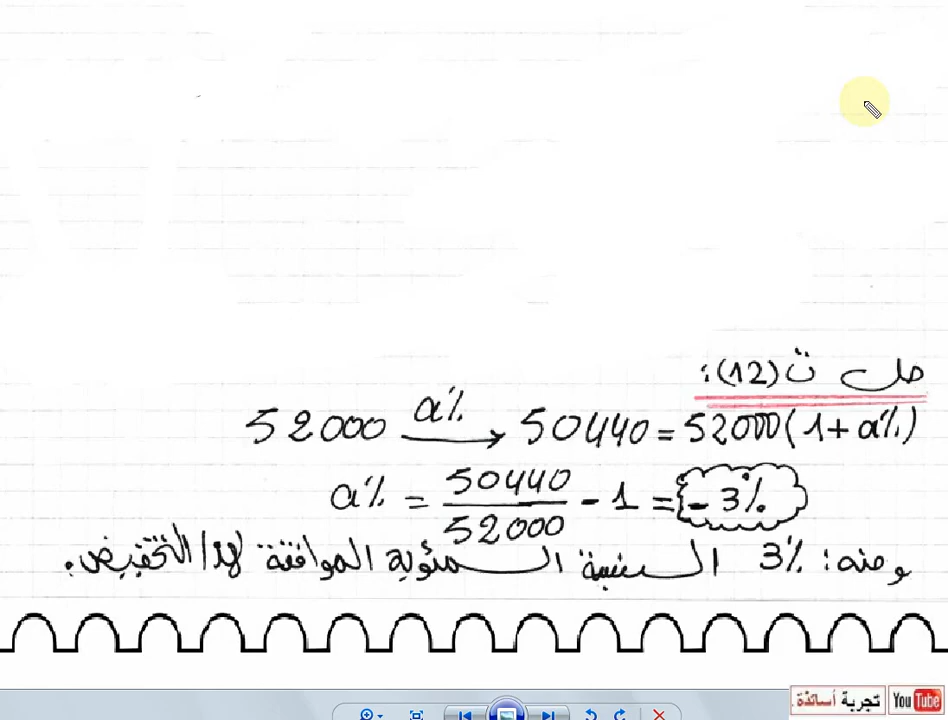 حل ت (12):
52000 a% → 50440 = 52000(1+a%)
a% = 50440/52000 - 1 = -3%
ومنه: 3% النسبة المئوية الموافقة لهذا التخفيض.
تجربة أساتذة.
YouTube